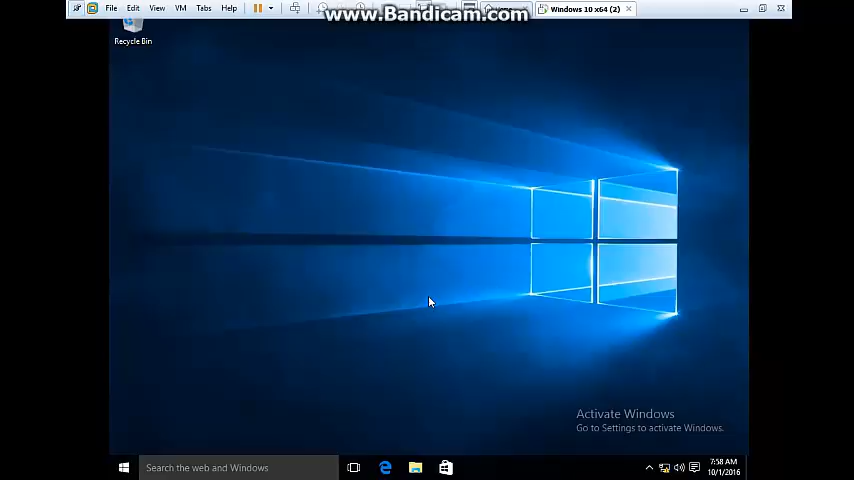 File Edit View VM Tabs Help
www.Bandicam.com
Windows 10 x64 (2)
Recycle Bin
Activate Windows
Go to Settings to activate Windows.
Search the web and Windows
7:58 AM
10/1/2016